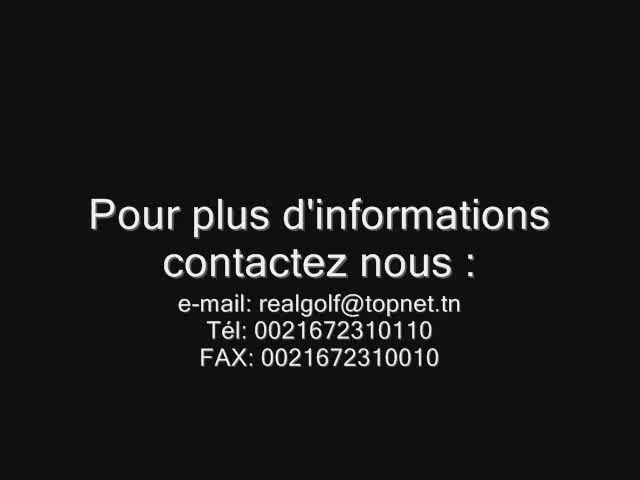 Pour plus d'informations
contactez nous :
e-mail: realgolf@topnet.tn
Tél: 0021672310110
FAX: 0021672310010